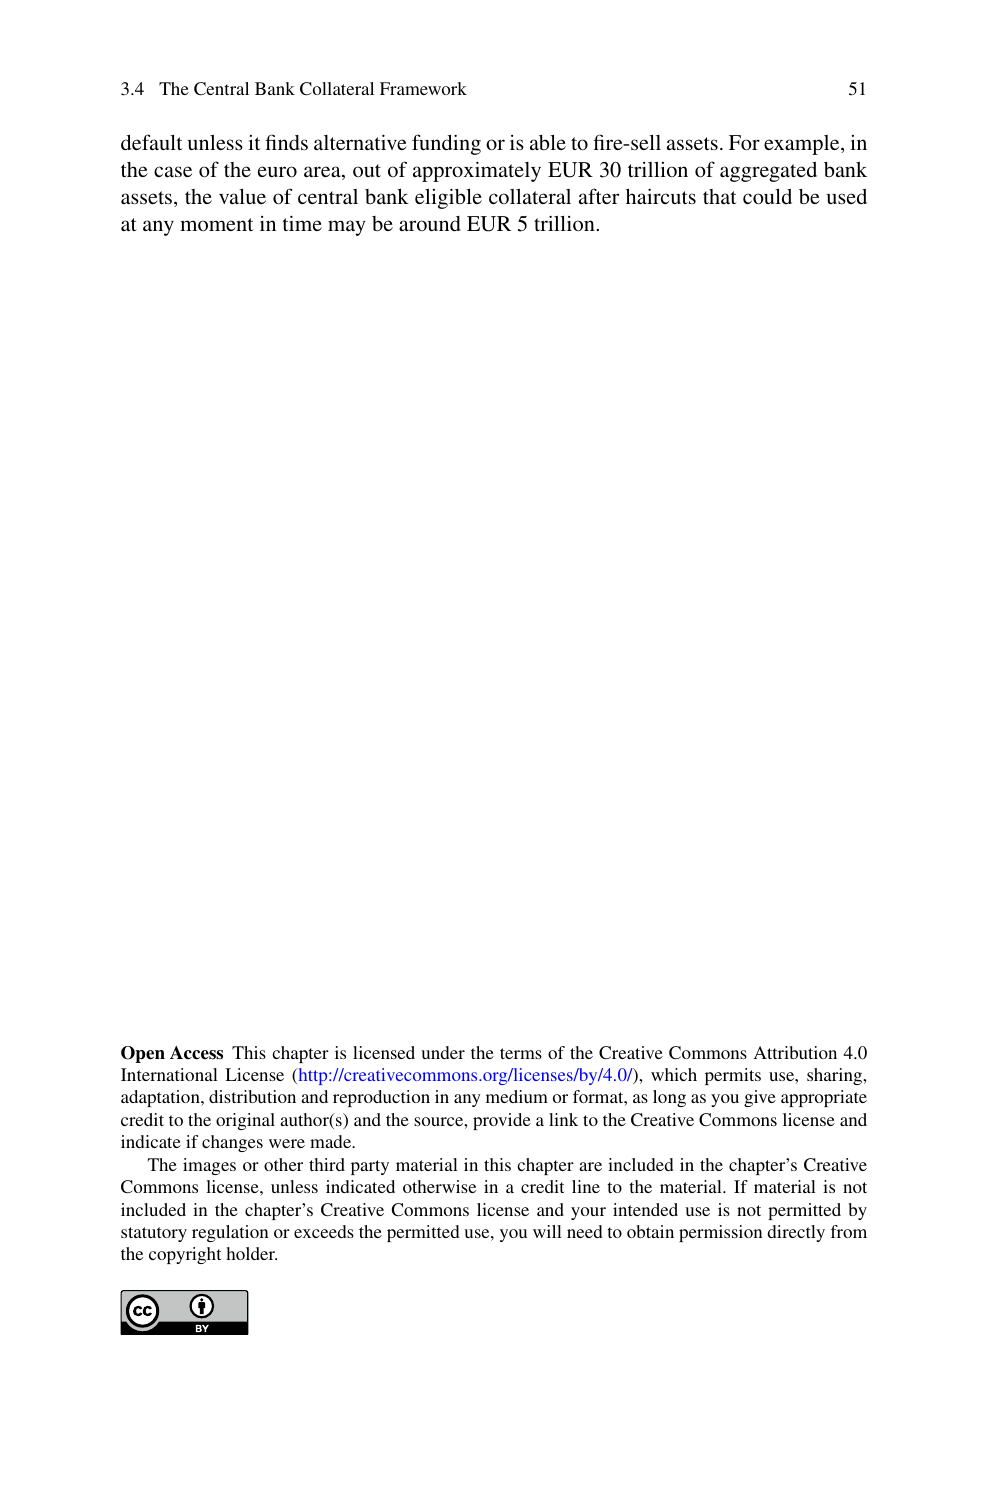 3.4 The Central Bank Collateral Framework 51
default unless it finds alternative funding or is able to fire-sell assets. For example, in
the case of the euro area, out of approximately EUR 30 trillion of aggregated bank
assets, the value of central bank eligible collateral after haircuts that could be used
at any moment in time may be around EUR 5 trillion.
Open Access This chapter is licensed under the terms of the Creative Commons Attribution 4.0
International License (http://creativecommons.org/licenses/by/4.0/), which permits use, sharing,
adaptation, distribution and reproduction in any medium or format, as long as you give appropriate
credit to the original author(s) and the source, provide a link to the Creative Commons license and
indicate if changes were made.
The images or other third party material in this chapter are included in the chapter's Creative
Commons license, unless indicated otherwise in a credit line to the material. If material is not
included in the chapter's Creative Commons license and your intended use is not permitted by
statutory regulation or exceeds the permitted use, you will need to obtain permission directly from
the copyright holder.
cc
BY